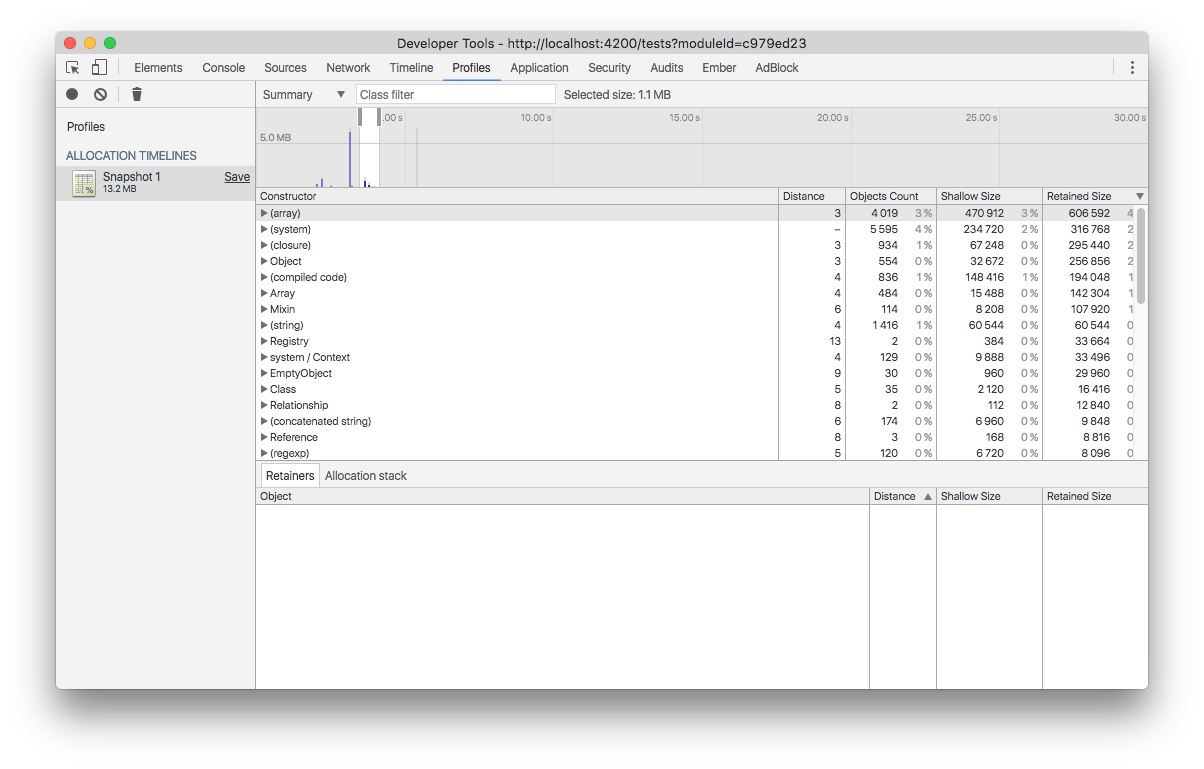 Developer Tools - http://localhost:4200/tests?moduleId=c979ed23
Elements Console Sources Network Timeline Profiles Application Security Audits Ember AdBlock
Summary ▼ Class filter Selected size: 1.1 MB
Profiles
ALLOCATION TIMELINES
Snapshot 1 Save
13.2 MB
.00 s 10.00 s 15.00 s 20.00 s 25.00 s 30.00 s
5.0 MB
Constructor Distance Objects Count Shallow Size Retained Size ▼
(array) 3 4 019 3 % 470 912 3 % 606 592 4
(system) – 5 595 4 % 234 720 2 % 316 768 2
(closure) 3 934 1 % 67 248 0 % 295 440 2
Object 3 554 0 % 32 672 0 % 256 856 2
(compiled code) 4 836 1 % 148 416 1 % 194 048 1
Array 4 484 0 % 15 488 0 % 142 304 1
Mixin 6 114 0 % 8 208 0 % 107 920 1
(string) 4 1 416 1 % 60 544 0 % 60 544 0
Registry 13 2 0 % 384 0 % 33 664 0
system / Context 4 129 0 % 9 888 0 % 33 496 0
EmptyObject 9 30 0 % 960 0 % 29 960 0
Class 5 35 0 % 2 120 0 % 16 416 0
Relationship 8 2 0 % 112 0 % 12 840 0
(concatenated string) 6 174 0 % 6 960 0 % 9 848 0
Reference 8 3 0 % 168 0 % 8 816 0
(regexp) 5 120 0 % 6 720 0 % 8 096 0
Retainers Allocation stack
Object Distance ▲ Shallow Size Retained Size